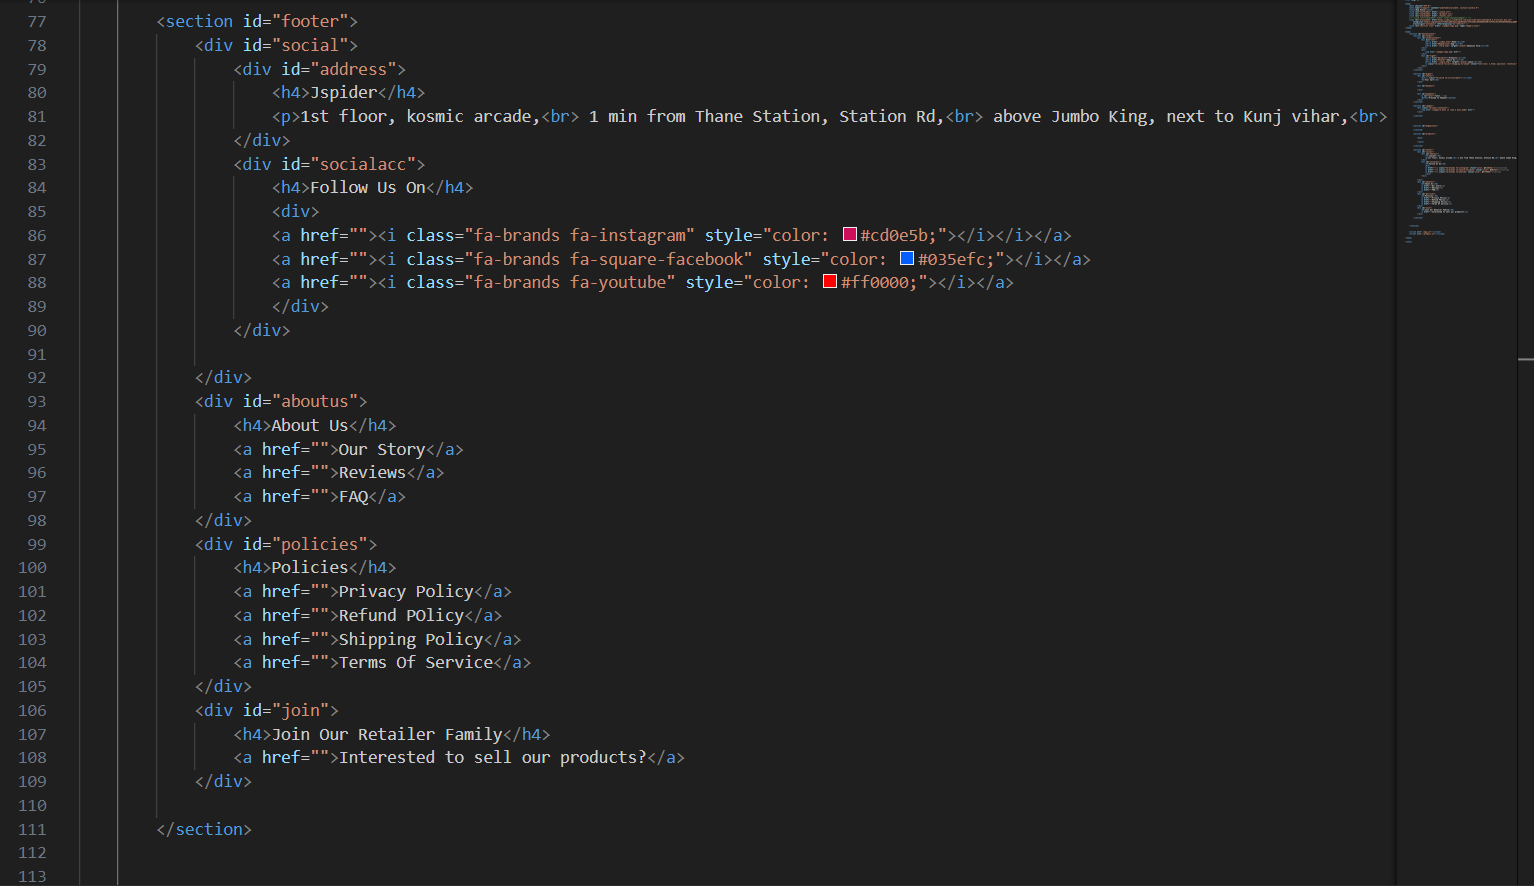 77 <section id="footer">
78 <div id="social">
79 <div id="address">
80 <h4>Jspider</h4>
81 <p>1st floor, kosmic arcade,<br> 1 min from Thane Station, Station Rd,<br> above Jumbo King, next to Kunj vihar,<br>
82 </div>
83 <div id="socialacc">
84 <h4>Follow Us On</h4>
85 <div>
86 <a href=""><i class="fa-brands fa-instagram" style="color: #cd0e5b;"></i></i></a>
87 <a href=""><i class="fa-brands fa-square-facebook" style="color: #035efc;"></i></a>
88 <a href=""><i class="fa-brands fa-youtube" style="color: #ff0000;"></i></a>
89 </div>
90 </div>
91
92 </div>
93 <div id="aboutus">
94 <h4>About Us</h4>
95 <a href="">Our Story</a>
96 <a href="">Reviews</a>
97 <a href="">FAQ</a>
98 </div>
99 <div id="policies">
100 <h4>Policies</h4>
101 <a href="">Privacy Policy</a>
102 <a href="">Refund POlicy</a>
103 <a href="">Shipping Policy</a>
104 <a href="">Terms Of Service</a>
105 </div>
106 <div id="join">
107 <h4>Join Our Retailer Family</h4>
108 <a href="">Interested to sell our products?</a>
109 </div>
110
111 </section>
112
113